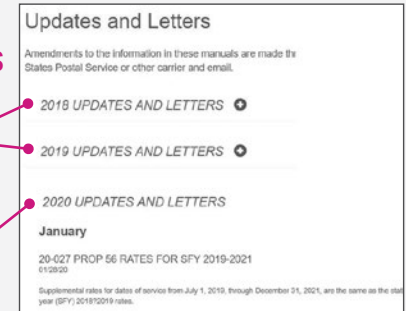 Updates and Letters
Amendments to the information in these manuals are made thr
States Postal Service or other carrier and email.
S
2018 UPDATES AND LETTERS
2019 UPDATES AND LETTERS
2020 UPDATES AND LETTERS
January
20-027 PROP 56 RATES FOR SFY 2019-2021
01/28/20
Supplemental rates for dates of service from July 1, 2019, through December 31, 2021, are the same as the stat
year (SFY) 2018?2019 rates.